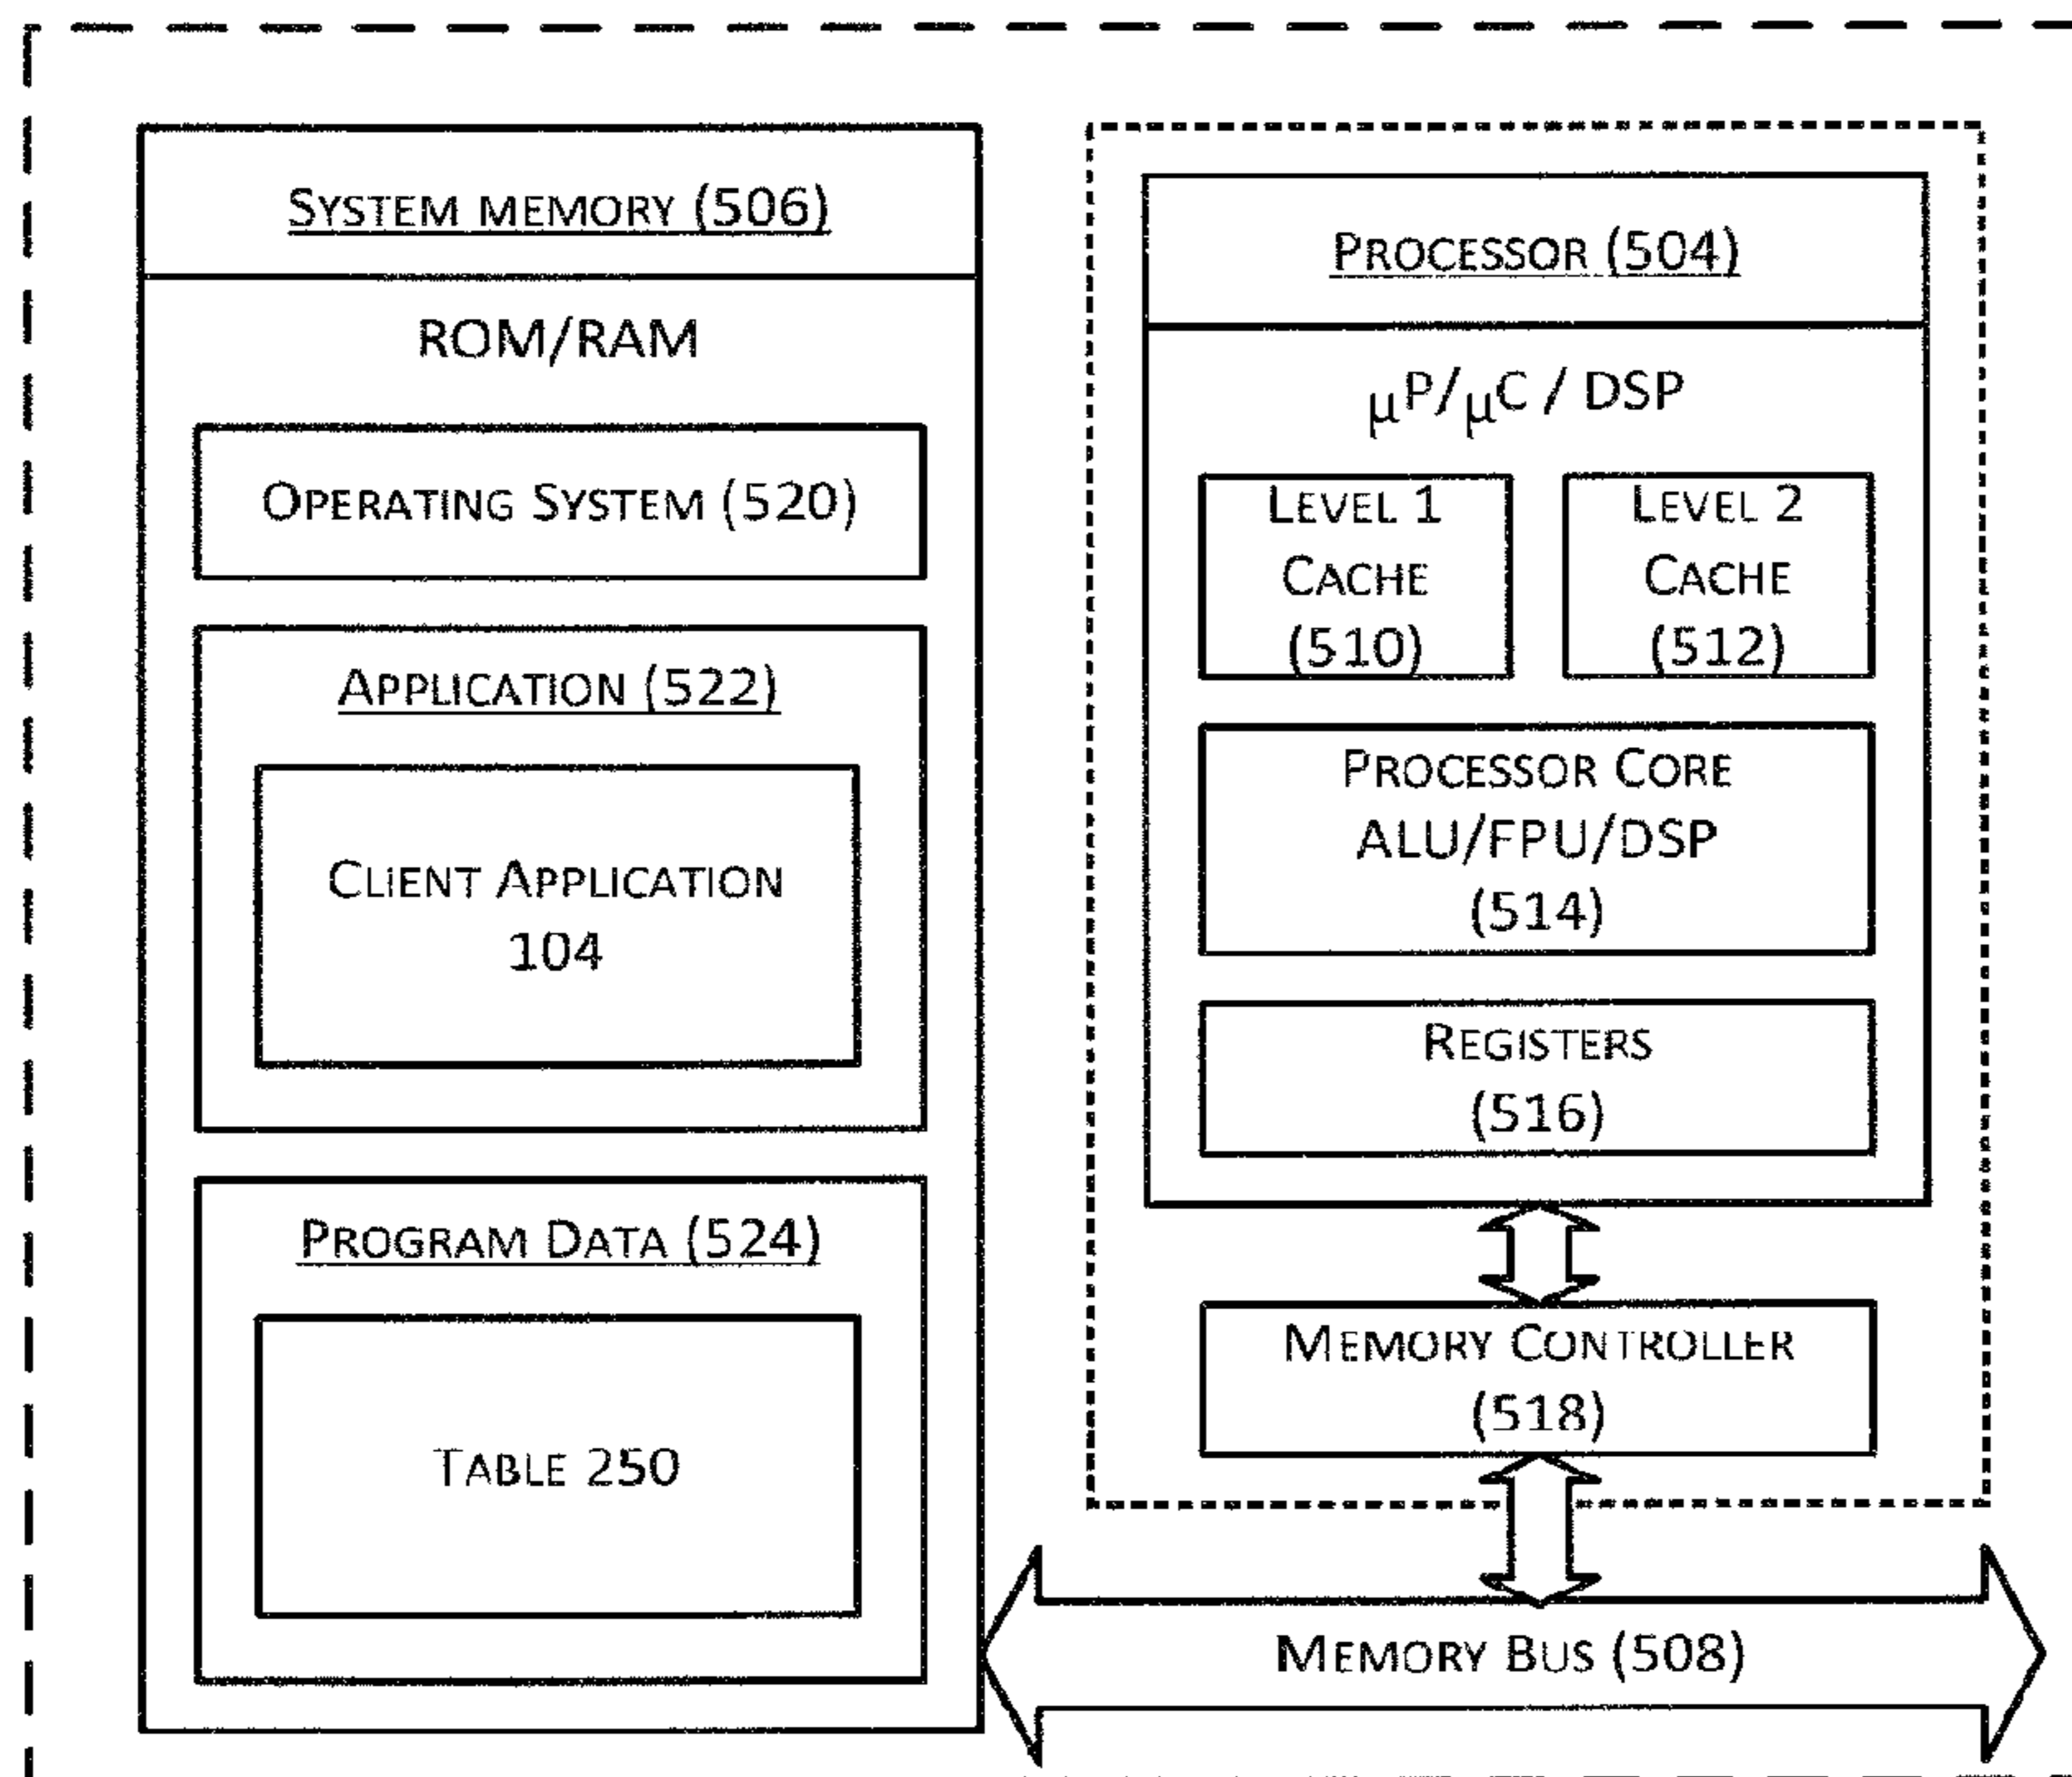 SYSTEM MEMORY (506)
ROM/RAM
OPERATING SYSTEM (520)
APPLICATION (522)
CLIENT APPLICATION
104
PROGRAM DATA (524)
TABLE 250
PROCESSOR (504)
µP/µC / DSP
LEVEL 1
CACHE
(510)
LEVEL 2
CACHE
(512)
PROCESSOR CORE
ALU/FPU/DSP
(514)
REGISTERS
(516)
MEMORY CONTROLLER
(518)
MEMORY BUS (508)